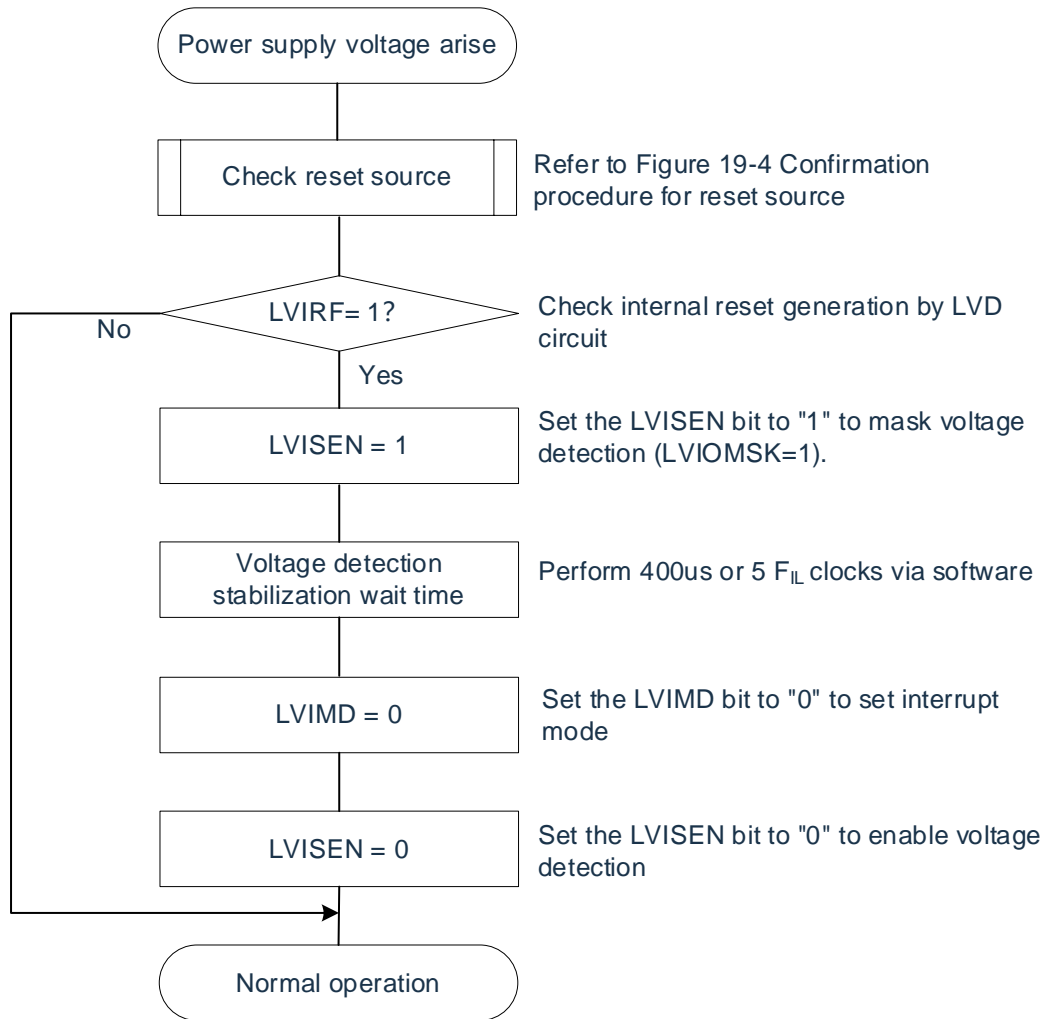 Power supply voltage arise
Check reset source
Refer to Figure 19-4 Confirmation
procedure for reset source
LVIRF= 1?
Check internal reset generation by LVD
circuit
No
Yes
LVISEN = 1
Set the LVISEN bit to "1" to mask voltage
detection (LVIOMSK=1).
Voltage detection
stabilization wait time
Perform 400us or 5 FIL clocks via software
LVIMD = 0
Set the LVIMD bit to "0" to set interrupt
mode
LVISEN = 0
Set the LVISEN bit to "0" to enable voltage
detection
Normal operation